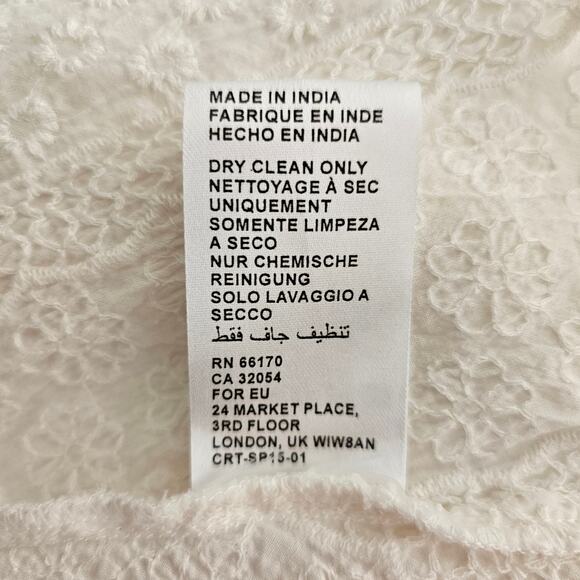 MADE IN INDIA
FABRIQUE EN INDE
HECHO EN INDIA
DRY CLEAN ONLY
NETTOYAGE À SEC
UNIQUEMENT
SOMENTE LIMPEZA
A SECO
NUR CHEMISCHE
REINIGUNG
SOLO LAVAGGIO A
SECCO
تنظيف جاف فقط
RN 66170
CA 32054
FOR EU
24 MARKET PLACE,
3RD FLOOR
LONDON, UK WIW8AN
CRT-SP15-01